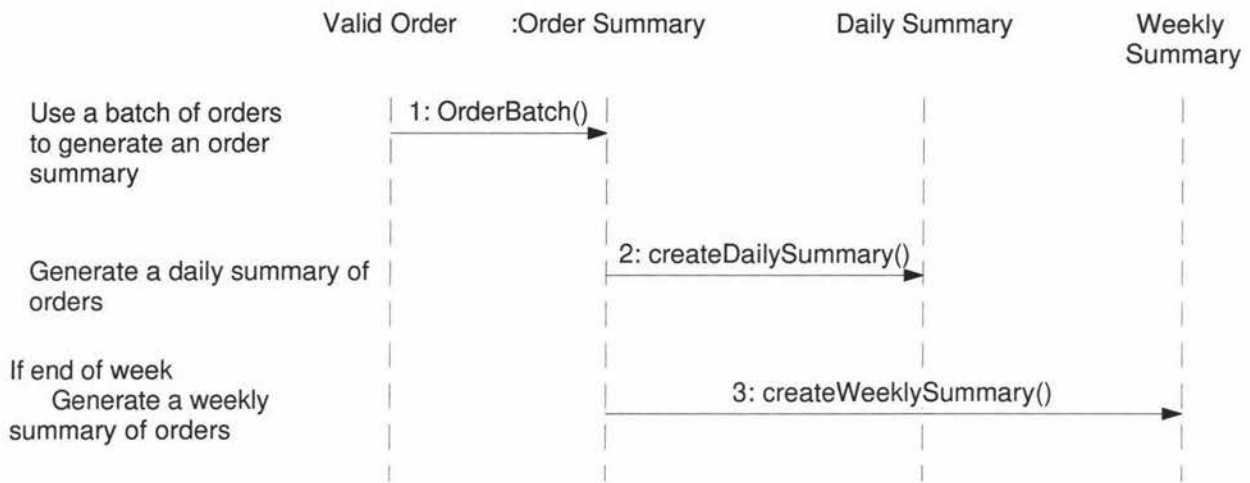 Valid Order :Order Summary Daily Summary Weekly Summary
Use a batch of orders
to generate an order
summary
1: OrderBatch()
Generate a daily summary of
orders
2: createDailySummary()
If end of week
Generate a weekly
summary of orders
3: createWeeklySummary()